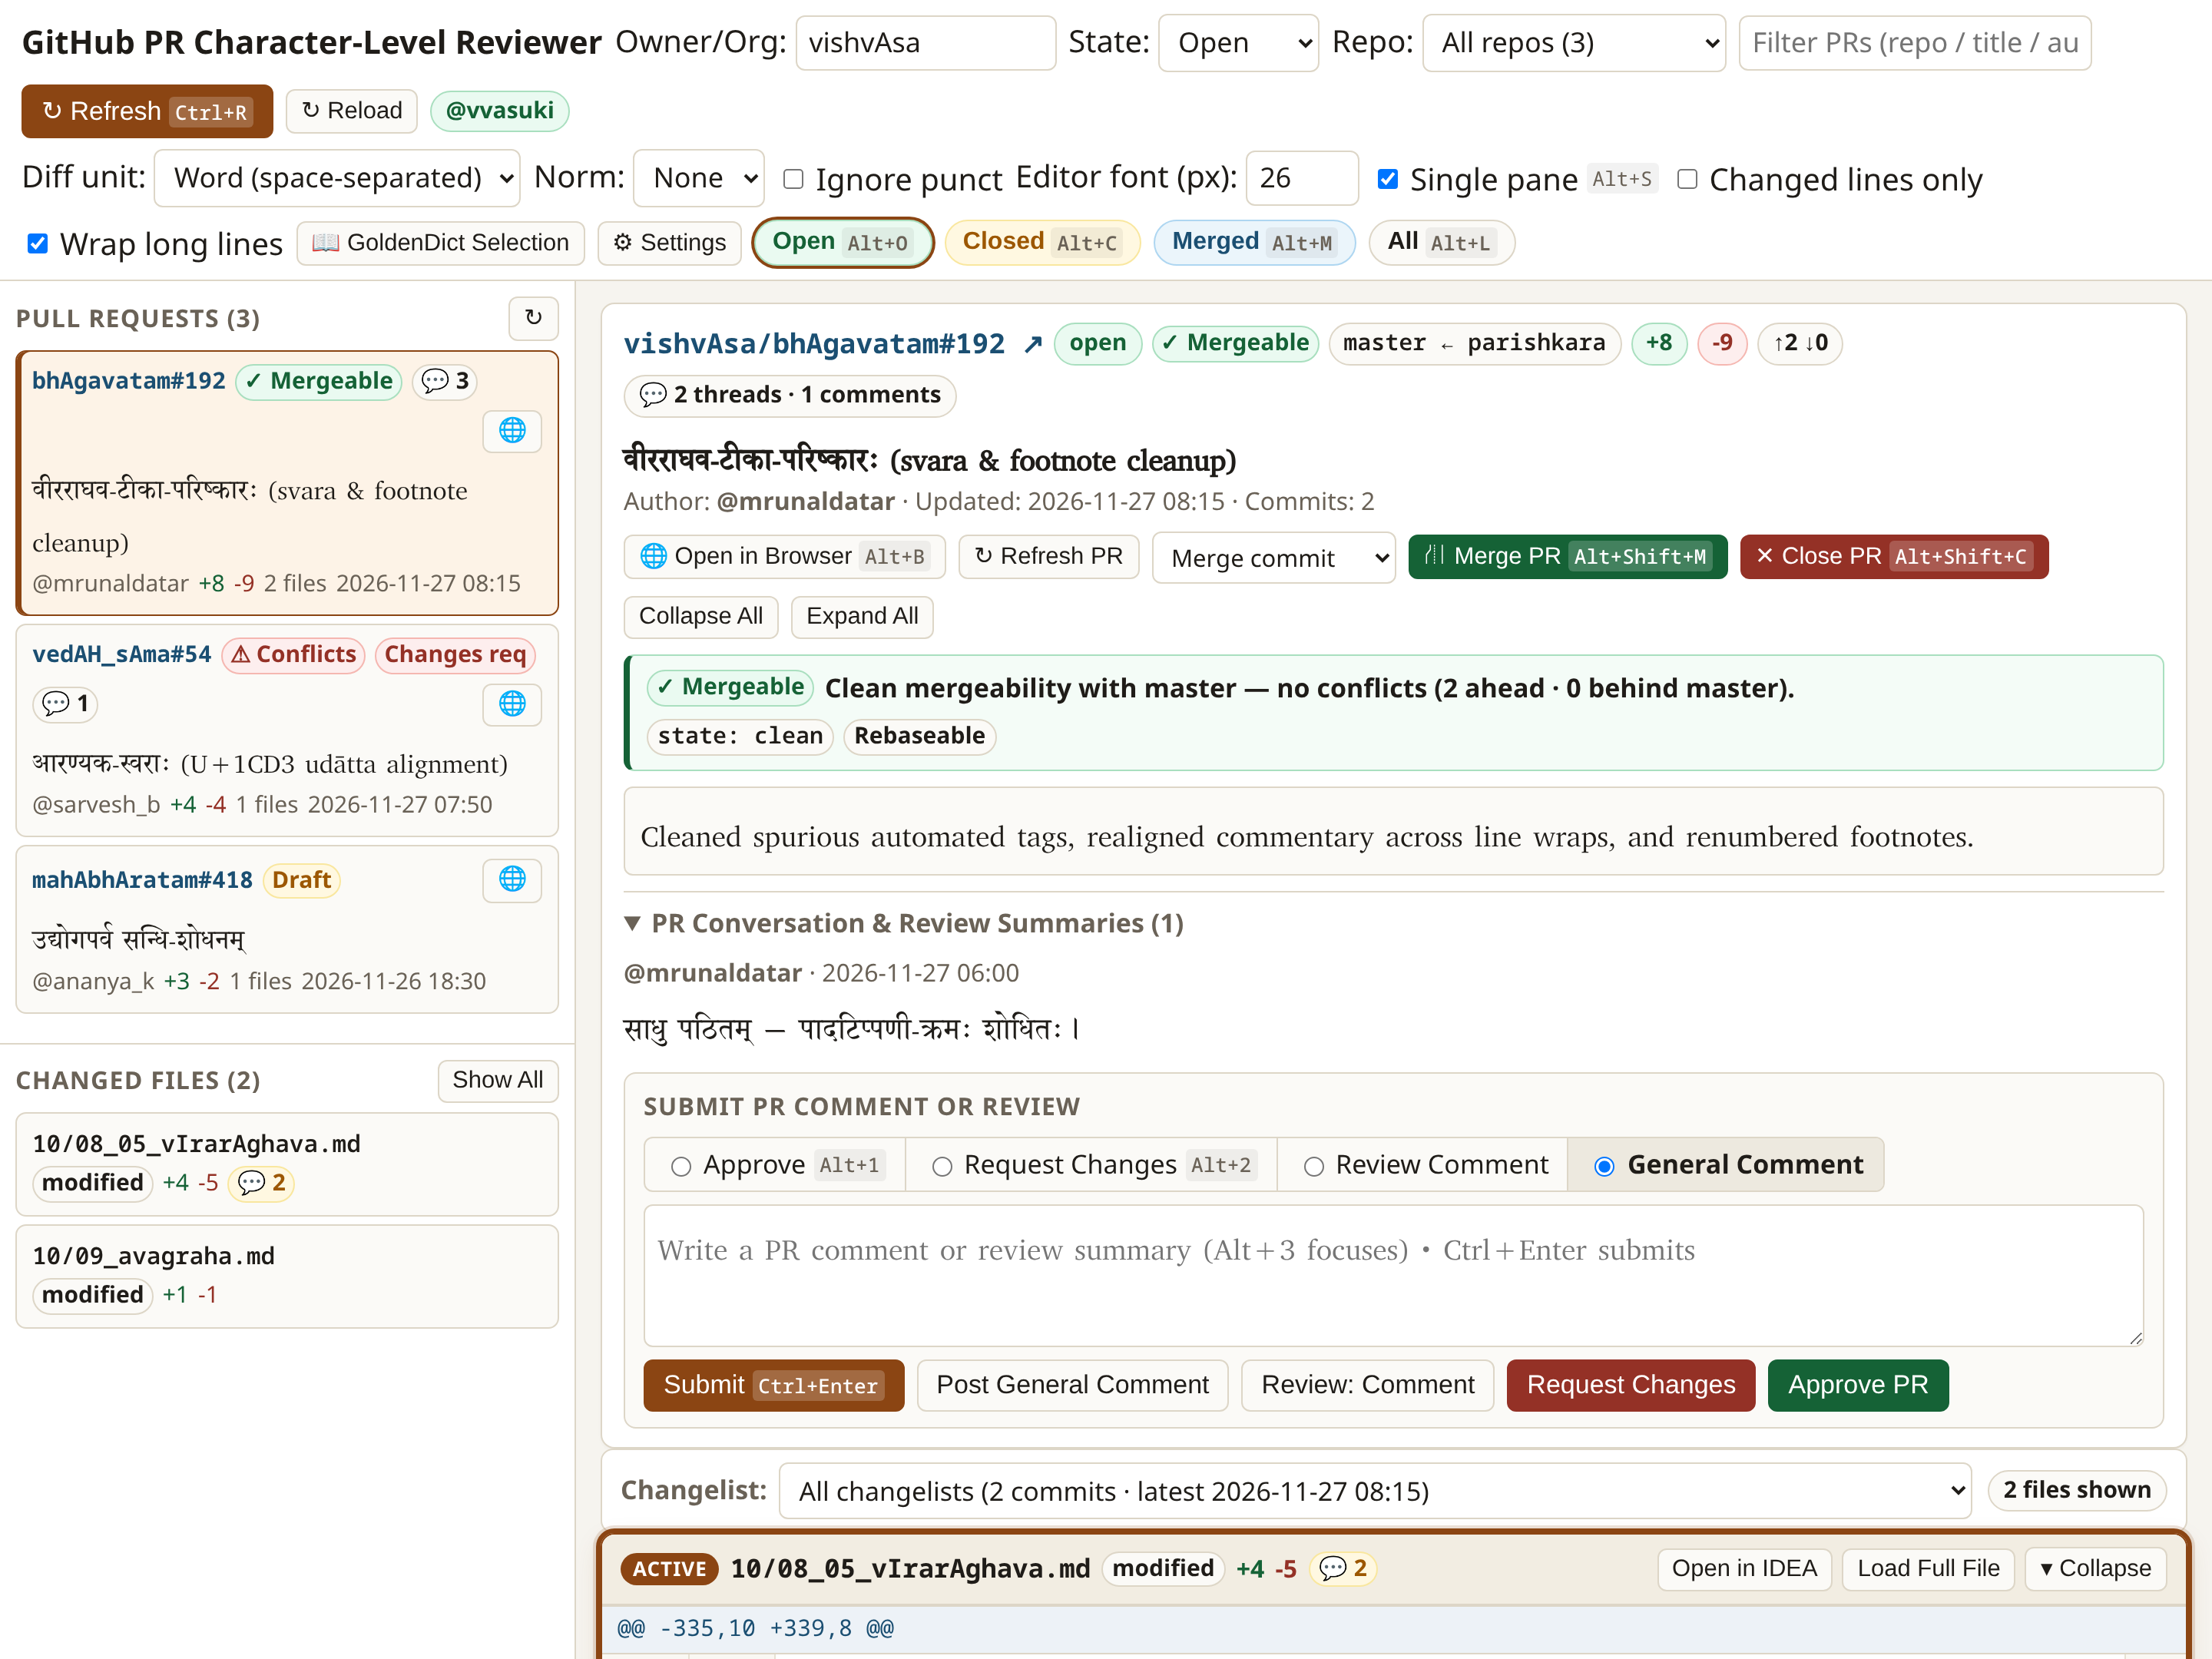 GitHub PR Character-Level Reviewer Owner/Org: vishvAsa State: Open Repo: All repos (3) Filter PRs (repo / title / au
↻ Refresh Ctrl+R ↻ Reload @vvasuki
Diff unit: Word (space-separated) Norm: None Ignore punct Editor font (px): 26 Single pane Alt+S Changed lines only
Wrap long lines 📖 GoldenDict Selection ⚙ Settings Open Alt+O Closed Alt+C Merged Alt+M All Alt+L
PULL REQUESTS (3) ↻
bhAgavatam#192 ✓ Mergeable 💬 3
🌐
वीरराघव-टीका-परिष्कारः (svara & footnote
cleanup)
@mrunaldatar +8 -9 2 files 2026-11-27 08:15
vedAH_sAma#54 ⚠ Conflicts Changes req
💬 1 🌐
आरण्यक-स्वराः (U+1CD3 udātta alignment)
@sarvesh_b +4 -4 1 files 2026-11-27 07:50
mahAbhAratam#418 Draft 🌐
उद्योगपर्व सन्धि-शोधनम्
@ananya_k +3 -2 1 files 2026-11-26 18:30
CHANGED FILES (2) Show All
10/08_05_vIrarAghava.md
modified +4 -5 💬 2
10/09_avagraha.md
modified +1 -1
vishvAsa/bhAgavatam#192 ↗ open ✓ Mergeable master ← parishkara +8 -9 ↑2 ↓0
💬 2 threads · 1 comments
वीरराघव-टीका-परिष्कारः (svara & footnote cleanup)
Author: @mrunaldatar · Updated: 2026-11-27 08:15 · Commits: 2
🌐 Open in Browser Alt+B ↻ Refresh PR Merge commit Merge PR Alt+Shift+M ✕ Close PR Alt+Shift+C
Collapse All Expand All
✓ Mergeable Clean mergeability with master — no conflicts (2 ahead · 0 behind master).
state: clean Rebaseable
Cleaned spurious automated tags, realigned commentary across line wraps, and renumbered footnotes.
▼ PR Conversation & Review Summaries (1)
@mrunaldatar · 2026-11-27 06:00
साधु पठितम् — पादटिप्पणी-क्रमः शोधितः।
SUBMIT PR COMMENT OR REVIEW
Approve Alt+1 Request Changes Alt+2 Review Comment General Comment
Write a PR comment or review summary (Alt+3 focuses) • Ctrl+Enter submits
Submit Ctrl+Enter Post General Comment Review: Comment Request Changes Approve PR
Changelist: All changelists (2 commits · latest 2026-11-27 08:15) 2 files shown
ACTIVE 10/08_05_vIrarAghava.md modified +4 -5 💬 2 Open in IDEA Load Full File ▾ Collapse
@@ -335,10 +339,8 @@